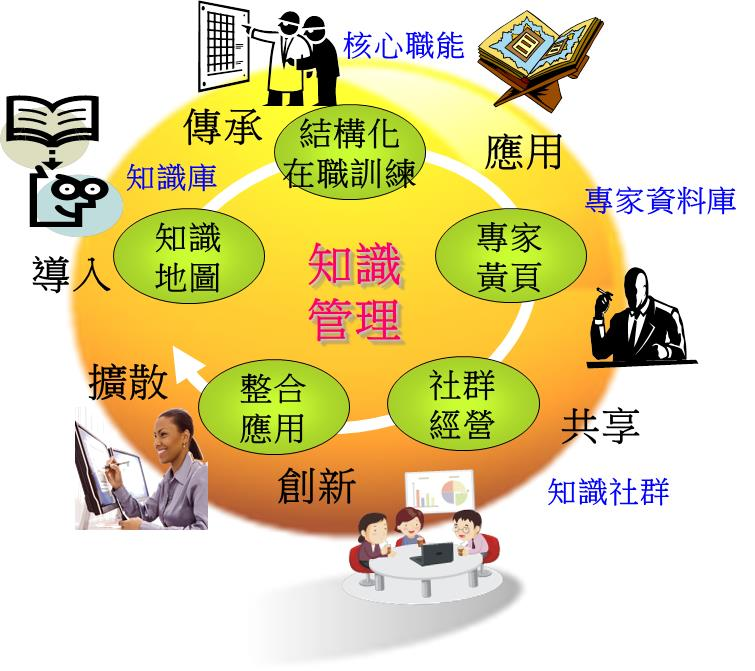 核心職能
傳承
結構化
在職訓練
應用
知識庫
專家資料庫
知識
地圖
專家
黃頁
導入
知識
管理
擴散
整合
應用
社群
經營
共享
創新
知識社群